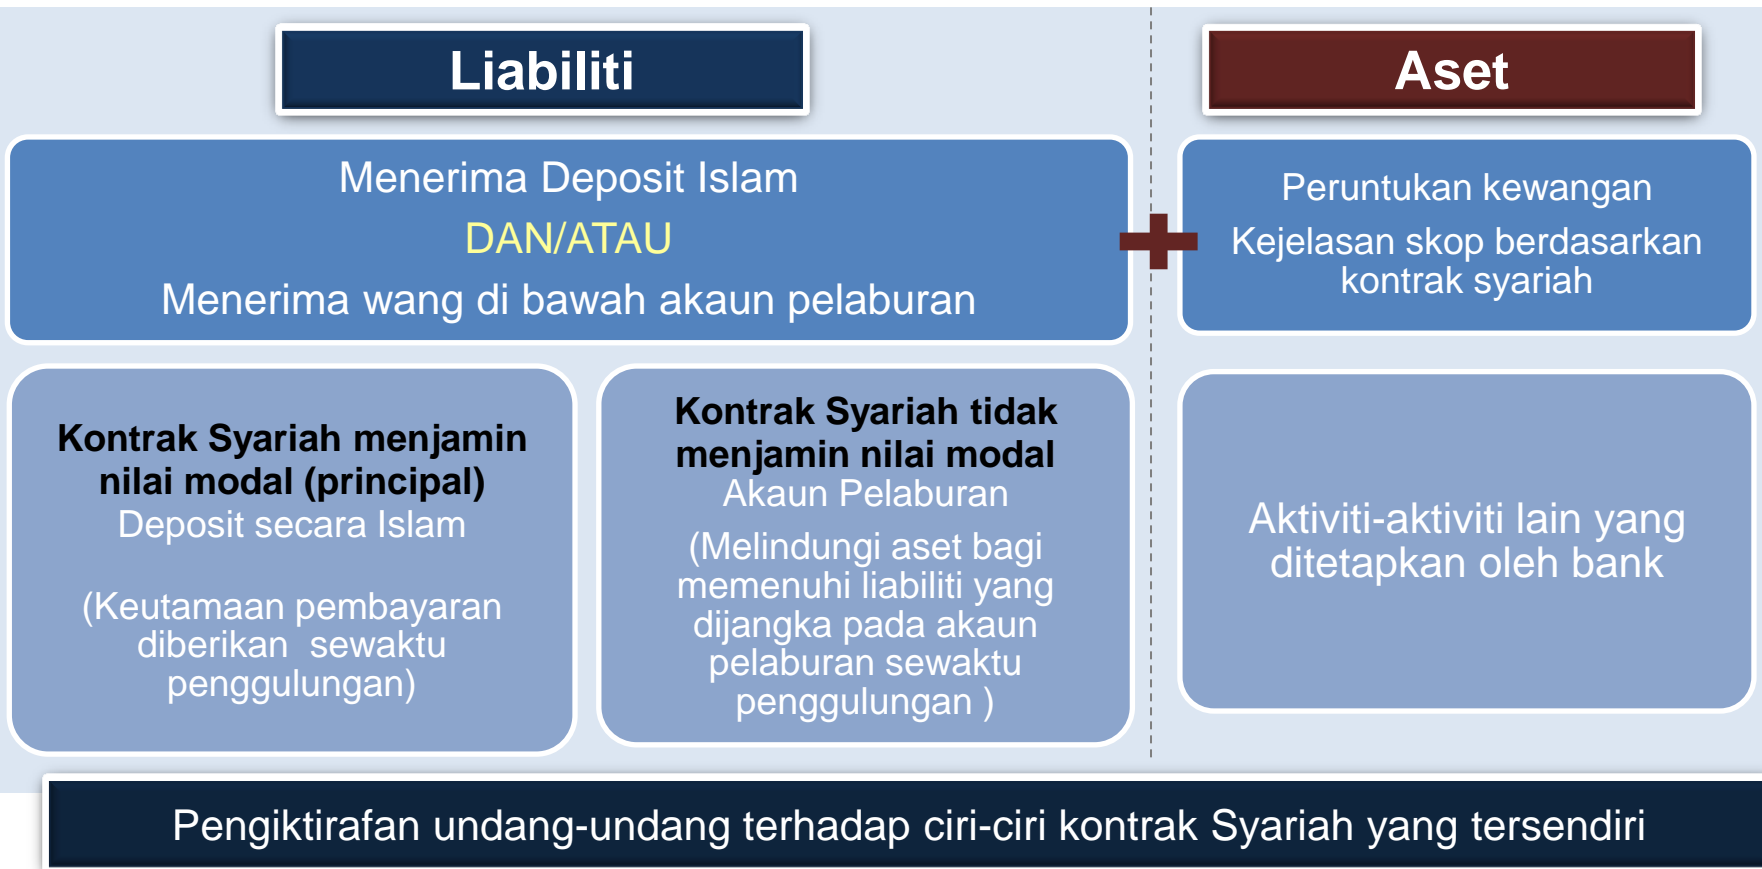 Liabiliti
Aset
Menerima Deposit Islam
DAN/ATAU
Menerima wang di bawah akaun pelaburan
Peruntukan kewangan
Kejelasan skop berdasarkan
kontrak syariah
Kontrak Syariah menjamin
nilai modal (principal)
Deposit secara Islam
(Keutamaan pembayaran
diberikan sewaktu
penggulungan)
Kontrak Syariah tidak
menjamin nilai modal
Akaun Pelaburan
(Melindungi aset bagi
memenuhi liabiliti yang
dijangka pada akaun
pelaburan sewaktu
penggulungan )
Aktiviti-aktiviti lain yang
ditetapkan oleh bank
Pengiktirafan undang-undang terhadap ciri-ciri kontrak Syariah yang tersendiri